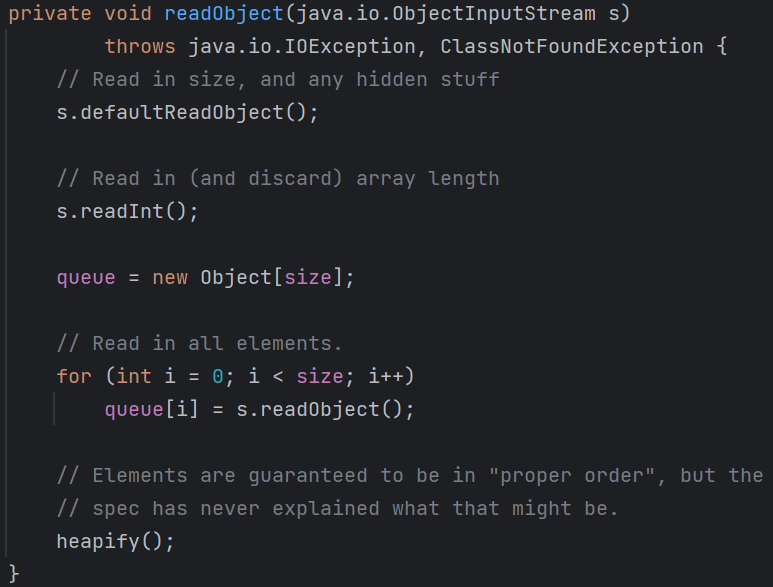 private void readObject(java.io.ObjectInputStream s)
throws java.io.IOException, ClassNotFoundException {
// Read in size, and any hidden stuff
s.defaultReadObject();
// Read in (and discard) array length
s.readInt();
queue = new Object[size];
// Read in all elements.
for (int i = 0; i < size; i++)
queue[i] = s.readObject();
// Elements are guaranteed to be in "proper order", but the
// spec has never explained what that might be.
heapify();
}